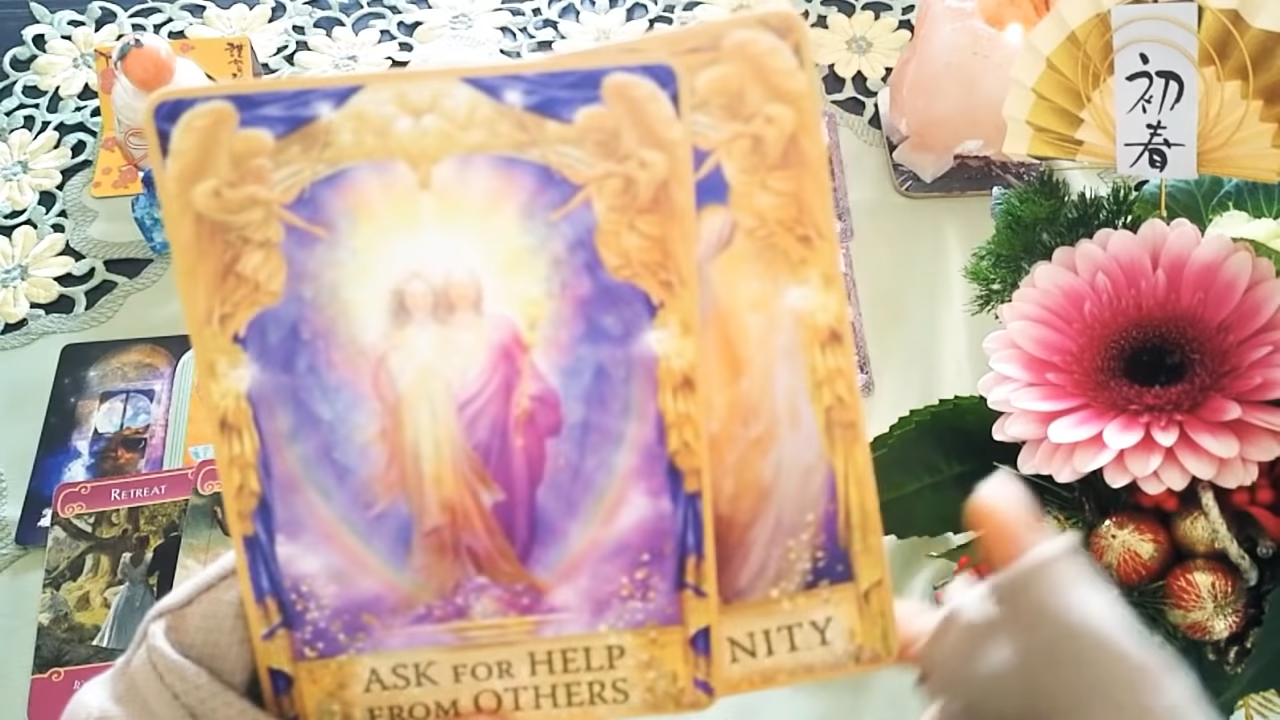 初
春
RETREAT
ASK FOR HELP
FROM OTHERS
NITY